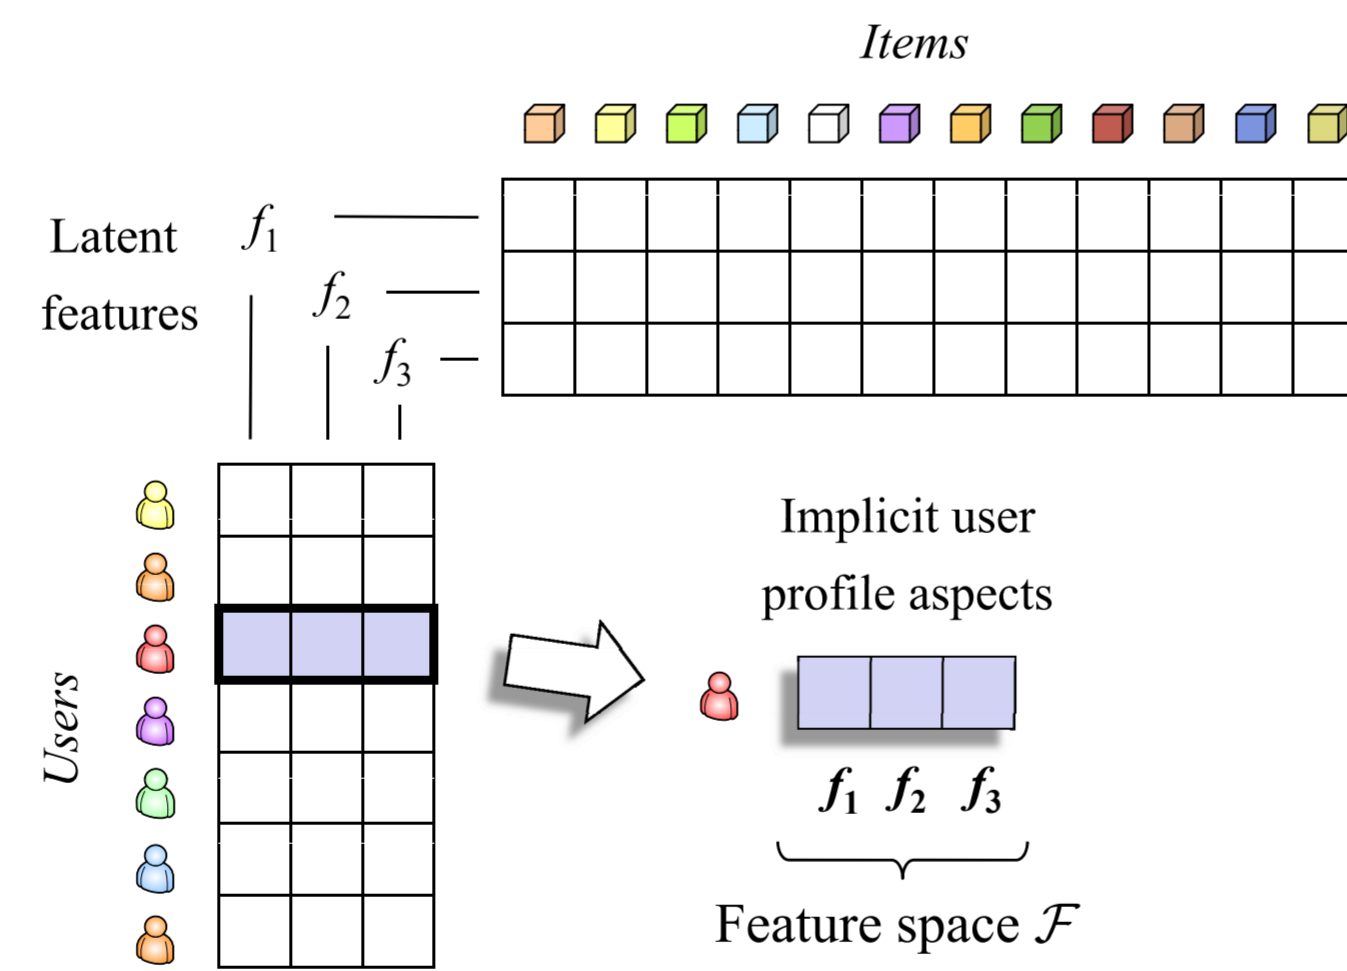 Items
Latent
features
f₁
f₂
f₃
Users
Implicit user
profile aspects
f₁ f₂ f₃
Feature space ℱ